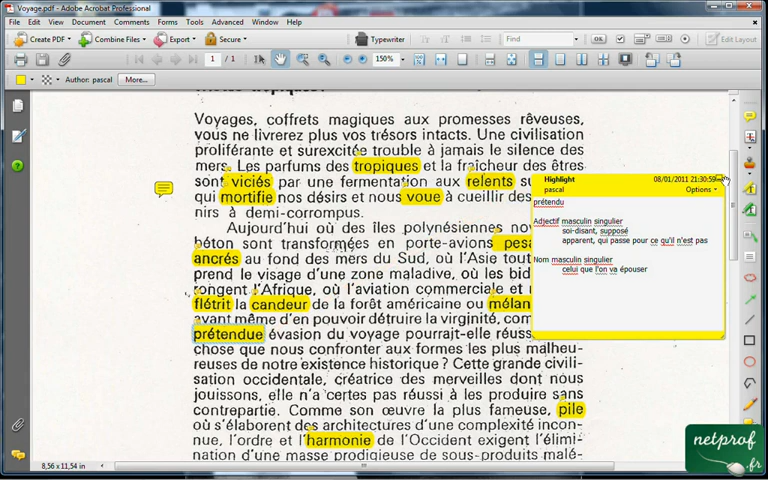 Voyage.pdf - Adobe Acrobat Professional
File Edit View Document Comments Forms Tools Advanced Window Help
Create PDF Combine Files Export Secure Typewriter Find Edit Layout
1 / 1 150%
Author: pascal More...
Voyages, coffrets magiques aux promesses rêveuses,
vous ne livrerez plus vos trésors intacts. Une civilisation
proliférante et surexcitée trouble à jamais le silence des
mers. Les parfums des tropiques et la fraîcheur des êtres
sont viciés par une fermentation aux relents
qui mortifie nos désirs et nous voue à cueillir des
nirs à demi-corrompus.
Aujourd'hui où des îles polynésiennes
béton sont transformées en porte-avions
ancrés au fond des mers du Sud, où l'Asie
prend le visage d'une zone maladive, où les
rongent l'Afrique, où l'aviation commerciale et
flétrit la candeur de la forêt américaine ou
avant même d'en pouvoir détruire la virginité,
prétendue évasion du voyage pourrait-elle
chose que nous confronter aux formes les plus malheu-
reuses de notre existence historique ? Cette grande civili-
sation occidentale, créatrice des merveilles dont nous
jouissons, elle n'a certes pas réussi à les produire sans
contrepartie. Comme son œuvre la plus fameuse, pile
où s'élaborent des architectures d'une complexité incon-
nue, l'ordre et l'harmonie de l'Occident exigent l'élimi-
nation d'une masse prodigieuse de sous-produits malé-
Highlight 08/01/2011 21:30:59
pascal Options
prétendu
Adjectif masculin singulier
soi-disant, supposé
apparent, qui passe pour ce qu'il n'est pas
Nom masculin singulier
celui que l'on va épouser
8,56 x 11,54 in
netprof
.fr